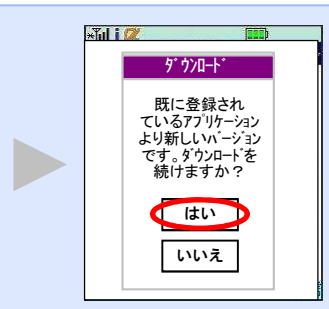 ﾀﾞｳﾝﾛｰﾄﾞ
既に登録され
ているｱﾌﾟﾘｹｰｼｮﾝ
より新しいﾊﾞｰｼﾞｮﾝ
です。ﾀﾞｳﾝﾛｰﾄﾞを
続けますか？
はい
いいえ